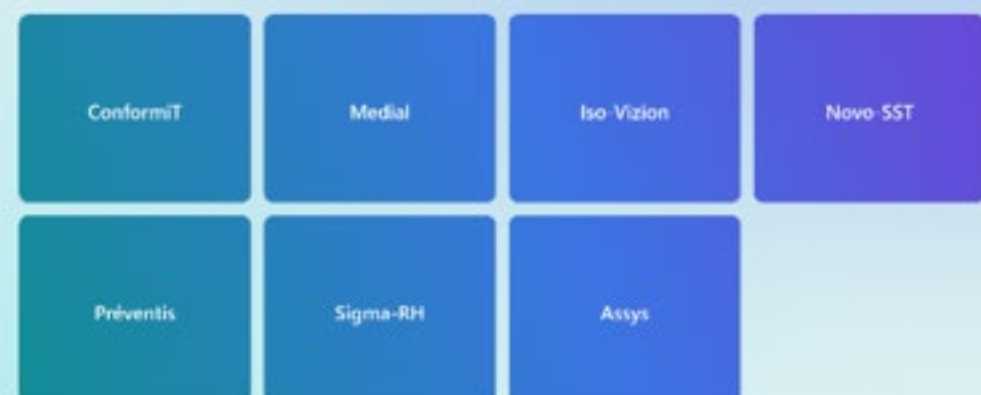 ConformiT
Medial
Iso-Vizion
Novo-SST
Préventis
Sigma-RH
Assys